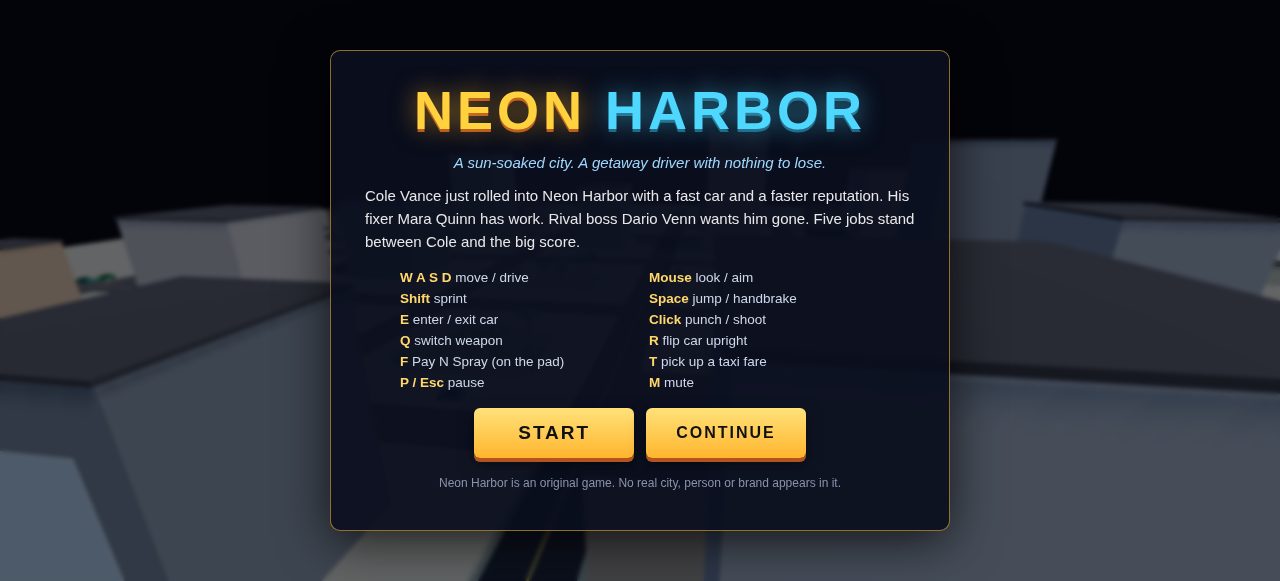 NEON HARBOR
A sun-soaked city. A getaway driver with nothing to lose.
Cole Vance just rolled into Neon Harbor with a fast car and a faster reputation. His
fixer Mara Quinn has work. Rival boss Dario Venn wants him gone. Five jobs stand
between Cole and the big score.
W A S D move / drive
Mouse look / aim
Shift sprint
Space jump / handbrake
E enter / exit car
Click punch / shoot
Q switch weapon
R flip car upright
F Pay N Spray (on the pad)
T pick up a taxi fare
P / Esc pause
M mute
START
CONTINUE
Neon Harbor is an original game. No real city, person or brand appears in it.